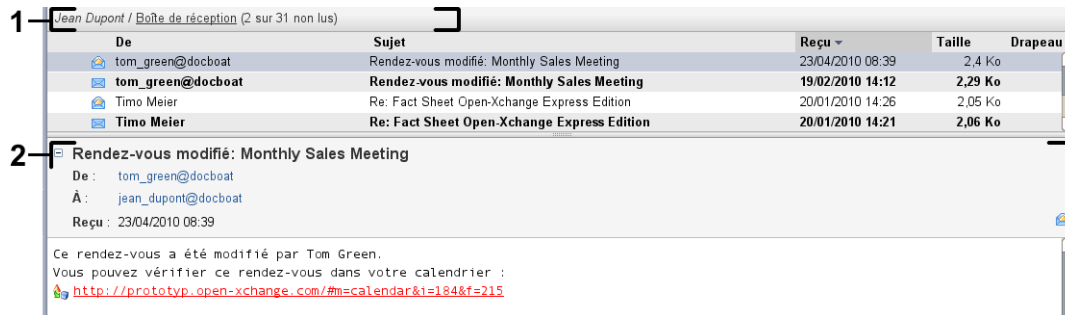 1 Jean Dupont / Boîte de réception (2 sur 31 non lus)
De Sujet Reçu Taille Drapeau
tom_green@docboat Rendez-vous modifié: Monthly Sales Meeting 23/04/2010 08:39 2,4 Ko
tom_green@docboat Rendez-vous modifié: Monthly Sales Meeting 19/02/2010 14:12 2,29 Ko
Timo Meier Re: Fact Sheet Open-Xchange Express Edition 20/01/2010 14:26 2,05 Ko
Timo Meier Re: Fact Sheet Open-Xchange Express Edition 20/01/2010 14:21 2,06 Ko
2 Rendez-vous modifié: Monthly Sales Meeting
De : tom_green@docboat
À : jean_dupont@docboat
Reçu : 23/04/2010 08:39
Ce rendez-vous a été modifié par Tom Green.
Vous pouvez vérifier ce rendez-vous dans votre calendrier :
http://prototyp.open-xchange.com/#m=calendar&i=184&f=215